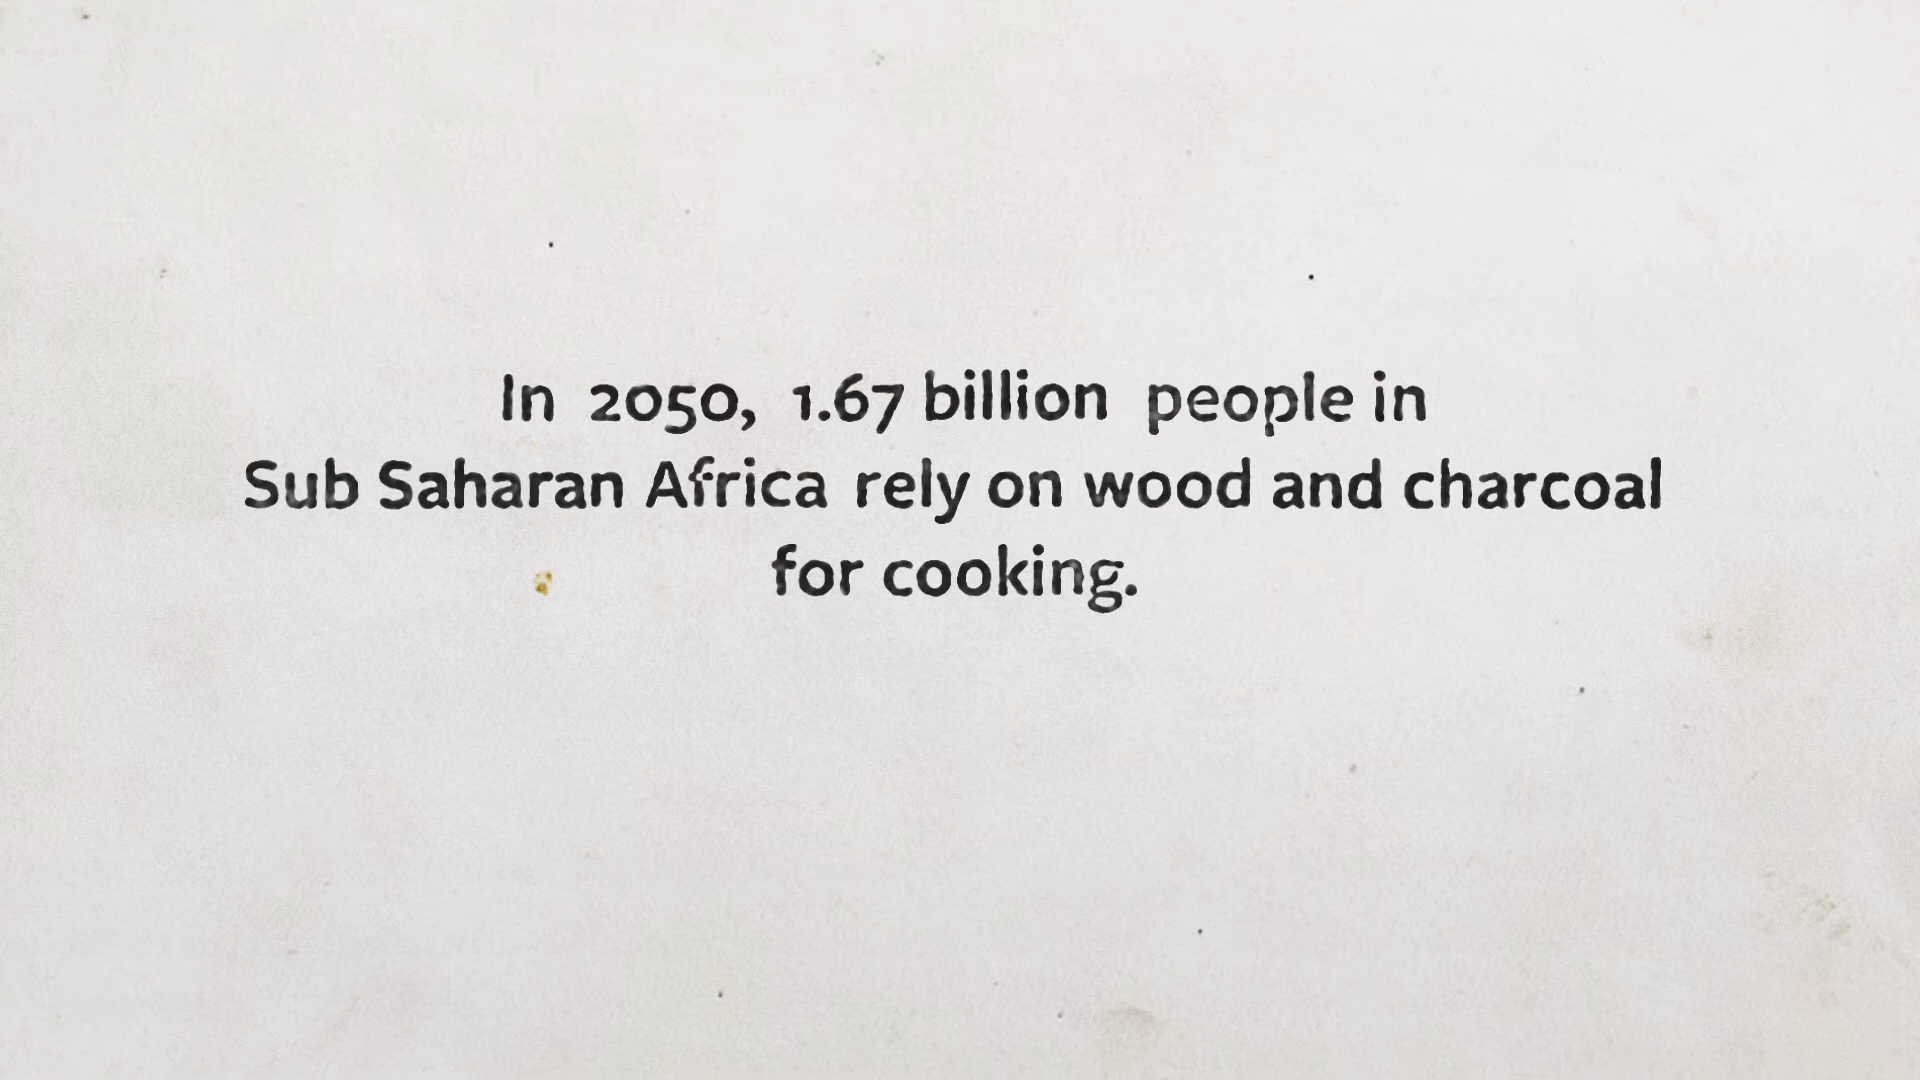 In 2050, 1.67 billion people in
Sub Saharan Africa rely on wood and charcoal
for cooking.